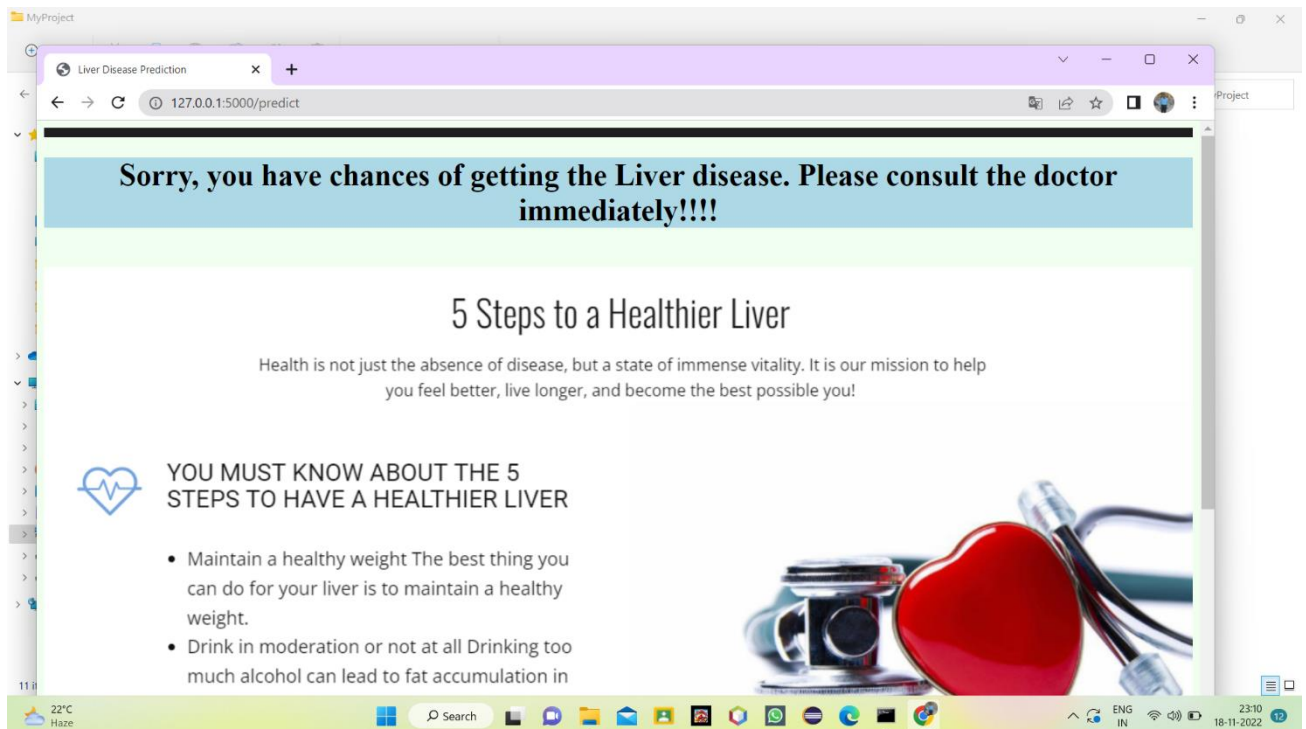 MyProject
Liver Disease Prediction
127.0.0.1:5000/predict
Project
Sorry, you have chances of getting the Liver disease. Please consult the doctor
immediately!!!!
5 Steps to a Healthier Liver
Health is not just the absence of disease, but a state of immense vitality. It is our mission to help
you feel better, live longer, and become the best possible you!
YOU MUST KNOW ABOUT THE 5
STEPS TO HAVE A HEALTHIER LIVER
• Maintain a healthy weight The best thing you
can do for your liver is to maintain a healthy
weight.
• Drink in moderation or not at all Drinking too
much alcohol can lead to fat accumulation in
11
22°C
Haze
Search
ENG
IN
23:10
18-11-2022
12